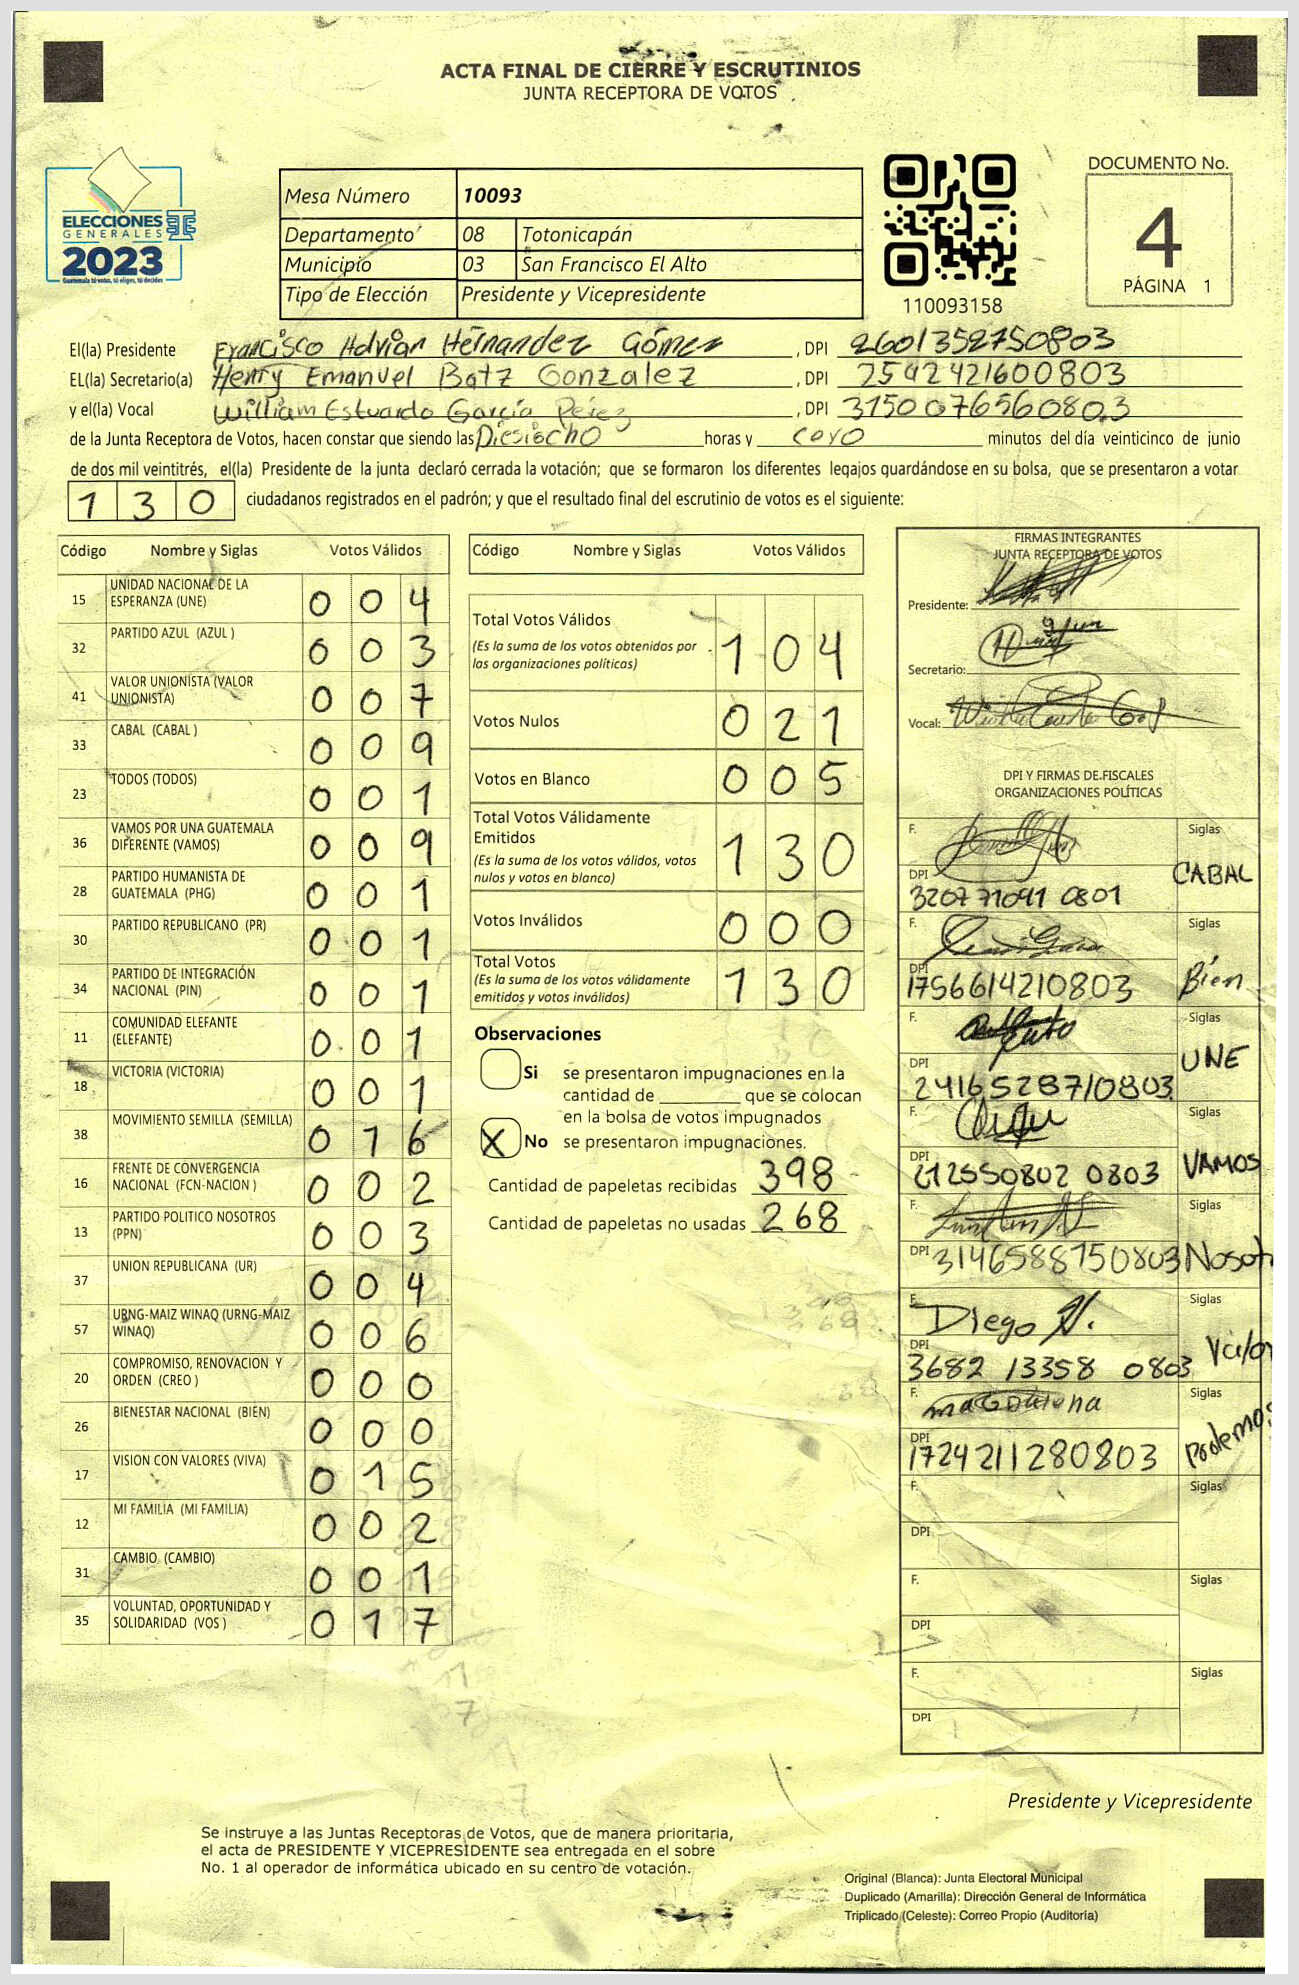 ACTA FINAL DE CIERRE Y ESCRUTINIOS
JUNTA RECEPTORA DE VOTOS
ELECCIONES
GENERALES
2023
Guatemala tú votas, tú eliges, tú decides
Mesa Número 10093
Departamento 08 Totonicapán
Municipio 03 San Francisco El Alto
Tipo de Elección Presidente y Vicepresidente
110093158
DOCUMENTO No.
4
PÁGINA 1
El(la) Presidente Francisco Advian Hérnandez Gómez , DPI 2601352750803
EL(la) Secretario(a) Henry Emanuel Batz Gonzalez , DPI 2542421600803
y el(la) Vocal William Estuardo García Pérez , DPI 3150076560803
de la Junta Receptora de Votos, hacen constar que siendo las Diesiocho horas y cero minutos del día veinticinco de junio
de dos mil veintitrés, el(la) Presidente de la junta declaró cerrada la votación; que se formaron los diferentes legajos guardándose en su bolsa, que se presentaron a votar
130 ciudadanos registrados en el padrón; y que el resultado final del escrutinio de votos es el siguiente:
Código Nombre y Siglas Votos Válidos
15 UNIDAD NACIONAL DE LA ESPERANZA (UNE) 0 0 4
32 PARTIDO AZUL (AZUL ) 0 0 3
41 VALOR UNIONISTA (VALOR UNIONISTA) 0 0 7
33 CABAL (CABAL ) 0 0 9
23 TODOS (TODOS) 0 0 1
36 VAMOS POR UNA GUATEMALA DIFERENTE (VAMOS) 0 0 9
28 PARTIDO HUMANISTA DE GUATEMALA (PHG) 0 0 1
30 PARTIDO REPUBLICANO (PR) 0 0 1
34 PARTIDO DE INTEGRACIÓN NACIONAL (PIN) 0 0 1
11 COMUNIDAD ELEFANTE (ELEFANTE) 0 0 1
18 VICTORIA (VICTORIA) 0 0 1
38 MOVIMIENTO SEMILLA (SEMILLA) 0 1 6
16 FRENTE DE CONVERGENCIA NACIONAL (FCN-NACION ) 0 0 2
13 PARTIDO POLITICO NOSOTROS (PPN) 0 0 3
37 UNION REPUBLICANA (UR) 0 0 4
57 URNG-MAIZ WINAQ (URNG-MAIZ WINAQ) 0 0 6
20 COMPROMISO, RENOVACION Y ORDEN (CREO ) 0 0 0
26 BIENESTAR NACIONAL (BIEN) 0 0 0
17 VISION CON VALORES (VIVA) 0 1 5
12 MI FAMILIA (MI FAMILIA) 0 0 2
31 CAMBIO (CAMBIO) 0 0 1
35 VOLUNTAD, OPORTUNIDAD Y SOLIDARIDAD (VOS ) 0 1 7
Código Nombre y Siglas Votos Válidos
Total Votos Válidos 1 0 4
(Es la suma de los votos obtenidos por las organizaciones políticas)
Votos Nulos 0 2 1
Votos en Blanco 0 0 5
Total Votos Válidamente Emitidos 1 3 0
(Es la suma de los votos válidos, votos nulos y votos en blanco)
Votos Inválidos 0 0 0
Total Votos 1 3 0
(Es la suma de los votos válidamente emitidos y votos inválidos)
Observaciones
Si se presentaron impugnaciones en la
cantidad de ________ que se colocan
en la bolsa de votos impugnados
X No se presentaron impugnaciones.
Cantidad de papeletas recibidas 398
Cantidad de papeletas no usadas 268
FIRMAS INTEGRANTES
JUNTA RECEPTORA DE VOTOS
Presidente:
Secretario:
Vocal:
DPI Y FIRMAS DE FISCALES
ORGANIZACIONES POLÍTICAS
F. Siglas CABAL
DPI 3207 71091 0801
F. Siglas Bien
DPI 1756614210803
F. Siglas UNE
DPI 2416528710803
F. Siglas VAMOS
DPI 212550802 0803
F. Siglas Nosot
DPI 3146588750803
F. Diego H. Siglas Valor
DPI 3682 13358 0803
F. Magdalena Siglas Podemos
DPI 1724211280803
F. Siglas
DPI
F. Siglas
DPI
F. Siglas
DPI
Presidente y Vicepresidente
Se instruye a las Juntas Receptoras de Votos, que de manera prioritaria,
el acta de PRESIDENTE Y VICEPRESIDENTE sea entregada en el sobre
No. 1 al operador de informática ubicado en su centro de votación.
Original (Blanca): Junta Electoral Municipal
Duplicado (Amarilla): Dirección General de Informática
Triplicado (Celeste): Correo Propio (Auditoría)